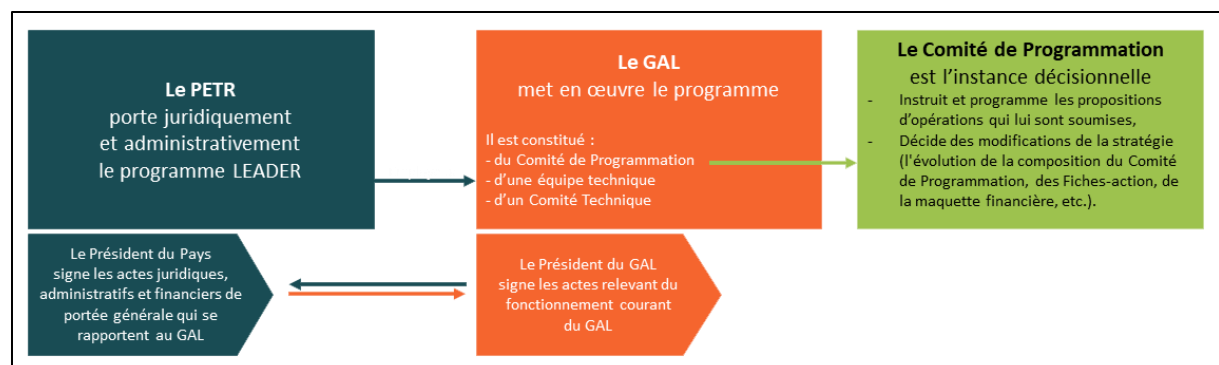 Le PETR
porte juridiquement
et administrativement
le programme LEADER
Le GAL
met en œuvre le programme
Il est constitué :
- du Comité de Programmation
- d’une équipe technique
- d’un Comité Technique
Le Comité de Programmation
est l’instance décisionnelle
- Instruit et programme les propositions
d’opérations qui lui sont soumises,
- Décide des modifications de la stratégie
(l'évolution de la composition du Comité
de Programmation, des Fiches-action, de
la maquette financière, etc.).
Le Président du Pays
signe les actes juridiques,
administratifs et financiers de
portée générale qui se
rapportent au GAL
Le Président du GAL
signe les actes relevant du
fonctionnement courant
du GAL